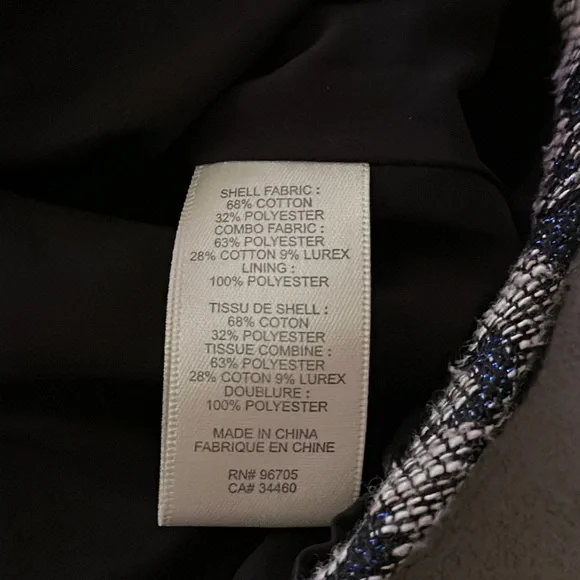 SHELL FABRIC :
68% COTTON
32% POLYESTER
COMBO FABRIC :
63% POLYESTER
28% COTTON 9% LUREX
LINING :
100% POLYESTER
TISSU DE SHELL :
68% COTON
32% POLYESTER
TISSUE COMBINE :
63% POLYESTER
28% COTON 9% LUREX
DOUBLURE :
100% POLYESTER
MADE IN CHINA
FABRIQUE EN CHINE
RN# 96705
CA# 34460